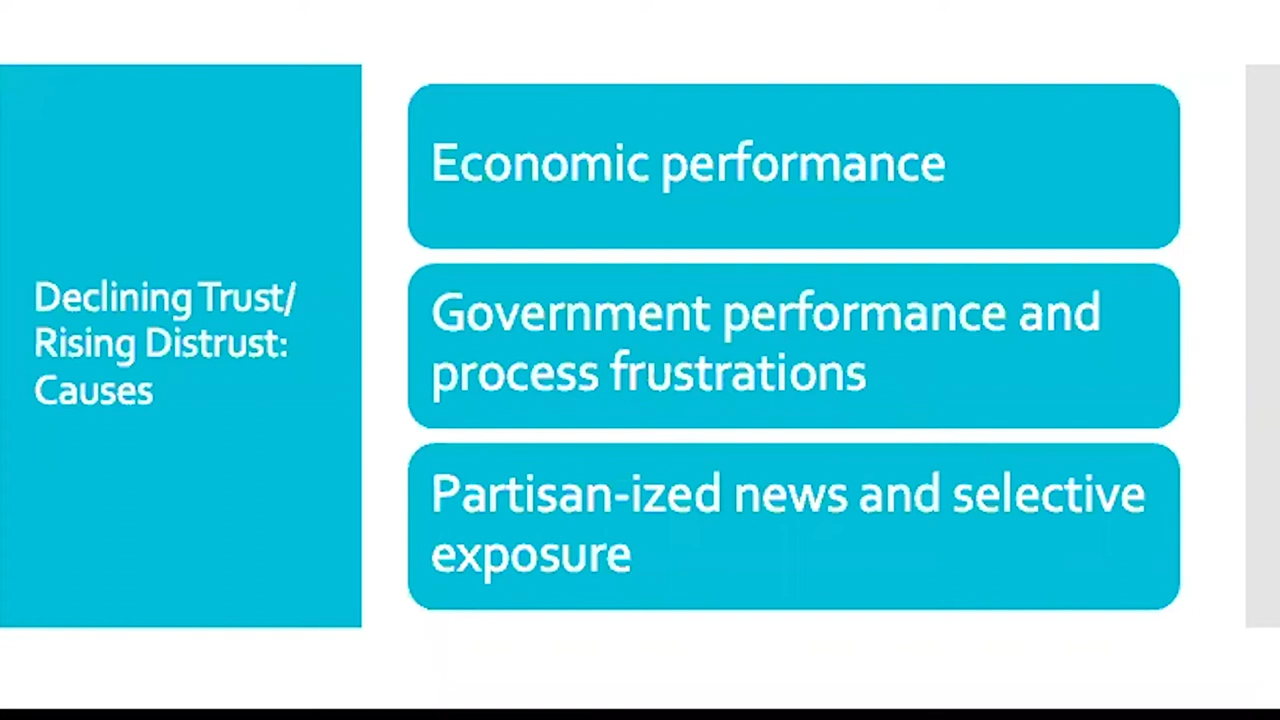 Declining Trust/
Rising Distrust:
Causes
Economic performance
Government performance and
process frustrations
Partisan-ized news and selective
exposure